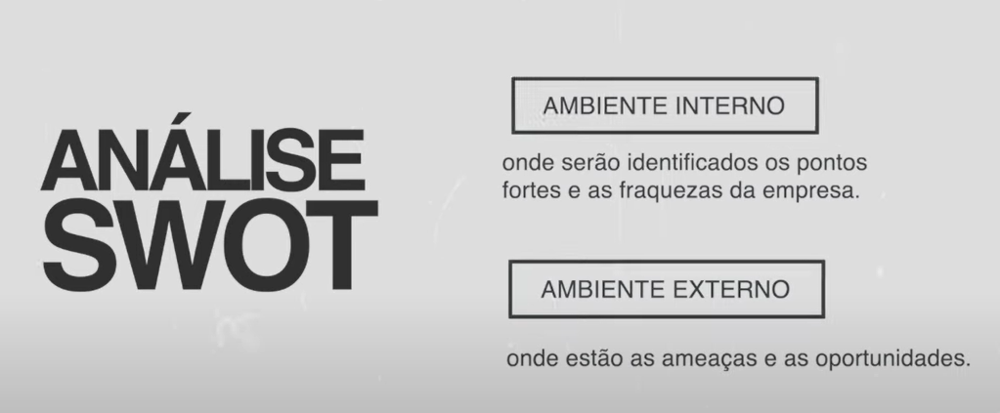 ANÁLISE
SWOT
AMBIENTE INTERNO
onde serão identificados os pontos
fortes e as fraquezas da empresa.
AMBIENTE EXTERNO
onde estão as ameaças e as oportunidades.